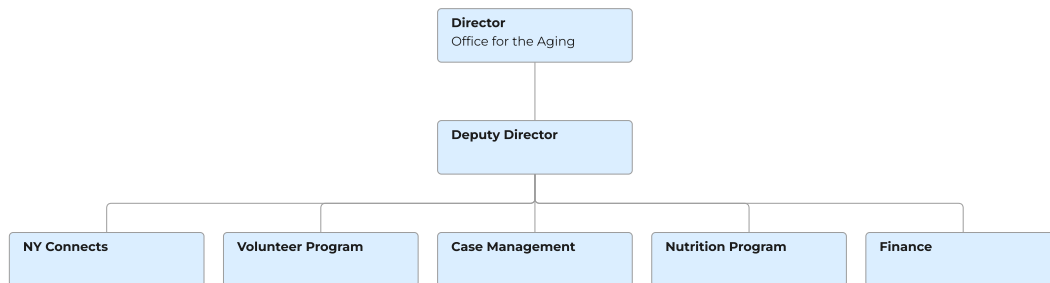 Director
Office for the Aging
Deputy Director
NY Connects
Volunteer Program
Case Management
Nutrition Program
Finance